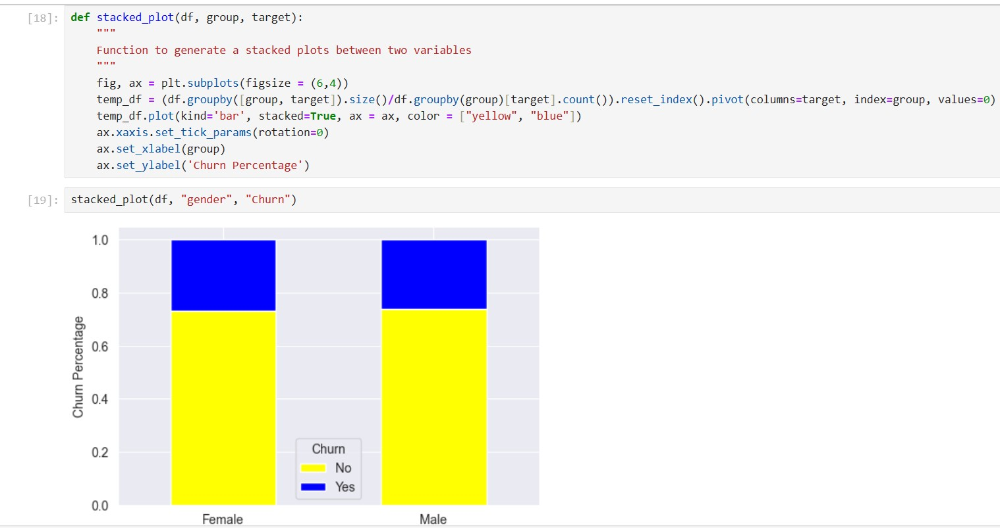 [18]: def stacked_plot(df, group, target):
    """
    Function to generate a stacked plots between two variables
    """
    fig, ax = plt.subplots(figsize = (6,4))
    temp_df = (df.groupby([group, target]).size()/df.groupby(group)[target].count()).reset_index().pivot(columns=target, index=group, values=0)
    temp_df.plot(kind='bar', stacked=True, ax = ax, color = ["yellow", "blue"])
    ax.xaxis.set_tick_params(rotation=0)
    ax.set_xlabel(group)
    ax.set_ylabel('Churn Percentage')
[19]: stacked_plot(df, "gender", "Churn")
1.0
0.8
0.6
0.4
0.2
0.0
Churn Percentage
Churn
No
Yes
Female Male